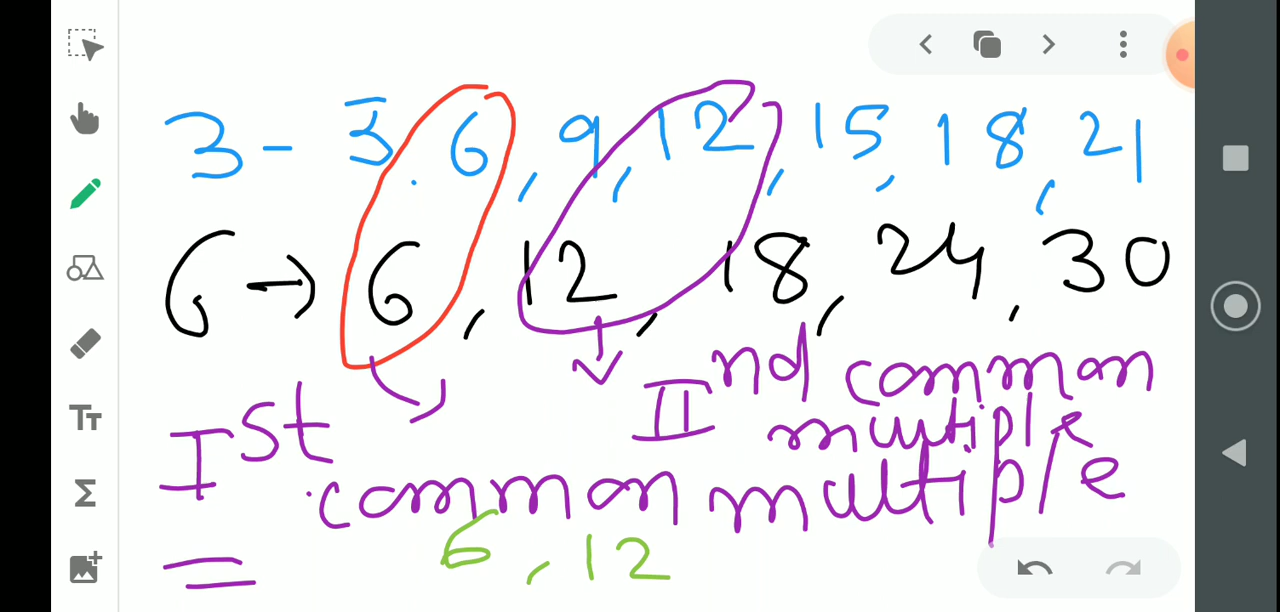 3 - 3. 6, 9, 12, 15, 18, 21
6 → 6, 12, 18, 24, 30
IInd common
multiple
Ist
common multiple
= 6, 12